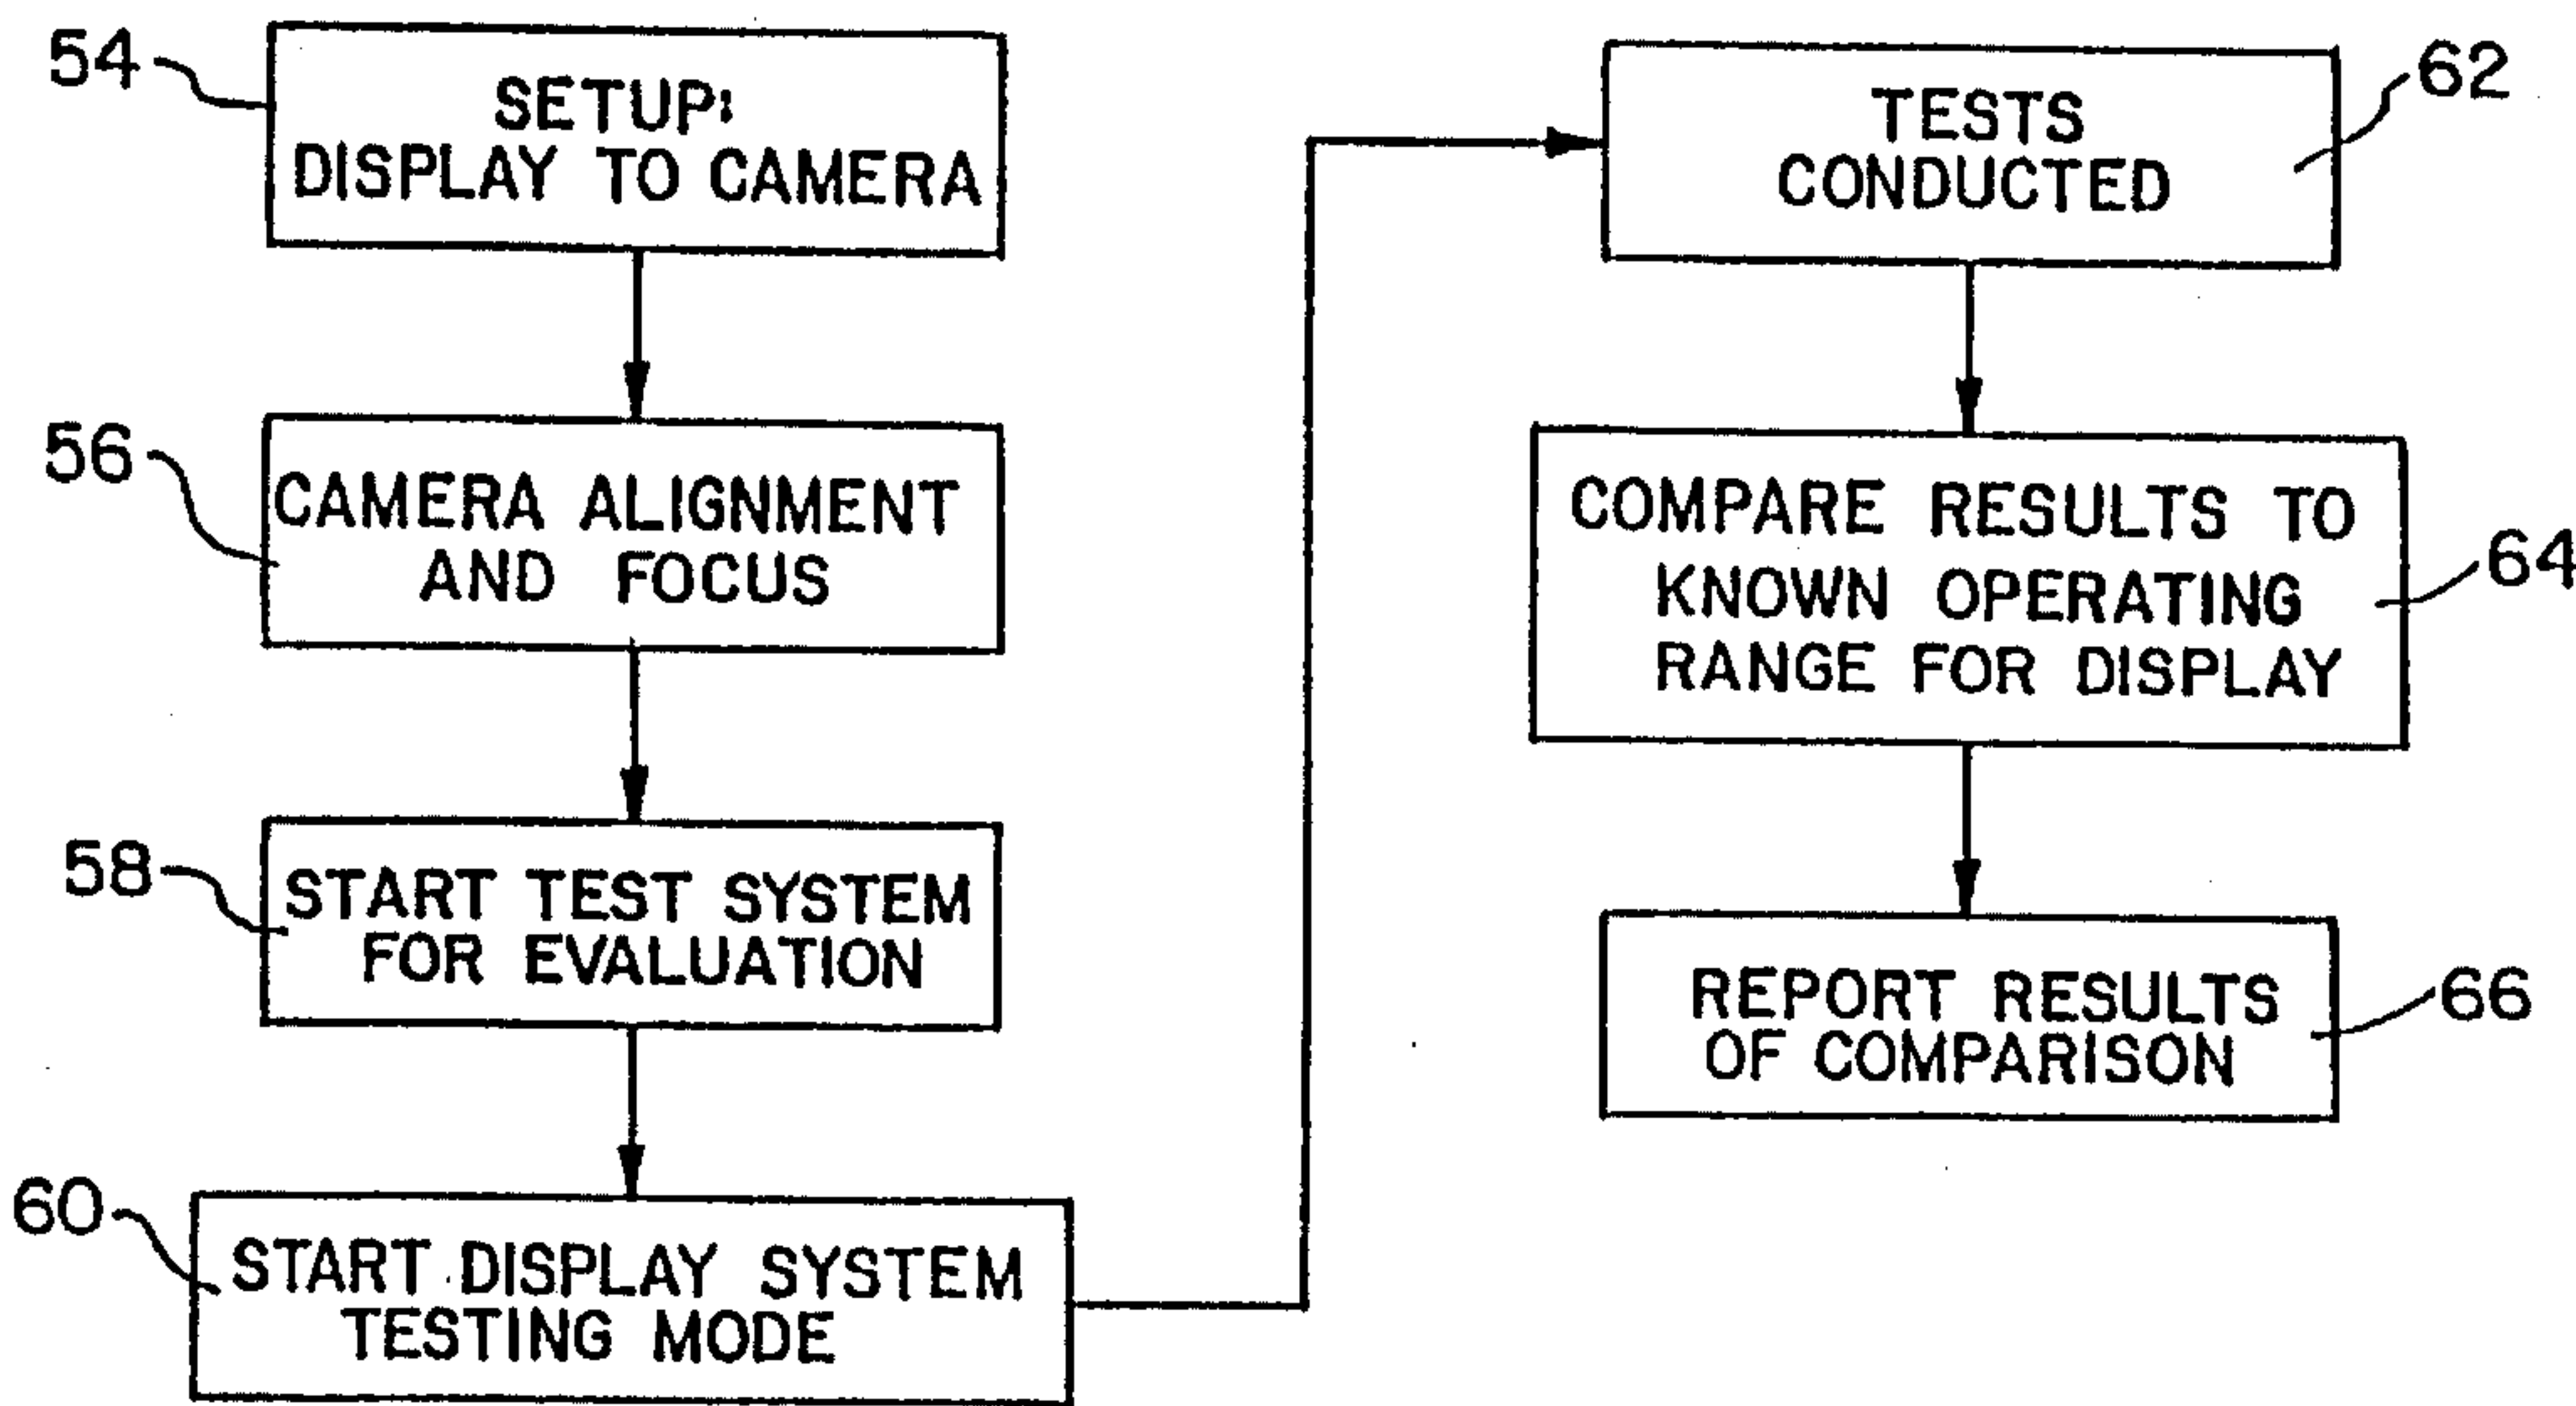 54
SETUP:
DISPLAY TO CAMERA
56
CAMERA ALIGNMENT
AND FOCUS
58
START TEST SYSTEM
FOR EVALUATION
60
START DISPLAY SYSTEM
TESTING MODE
62
TESTS
CONDUCTED
64
COMPARE RESULTS TO
KNOWN OPERATING
RANGE FOR DISPLAY
66
REPORT RESULTS
OF COMPARISON